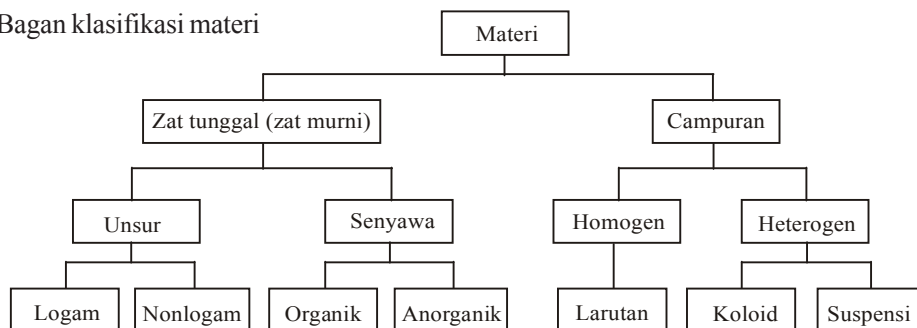 Bagan klasifikasi materi
Materi
Zat tunggal (zat murni)
Campuran
Unsur
Senyawa
Homogen
Heterogen
Logam
Nonlogam
Organik
Anorganik
Larutan
Koloid
Suspensi